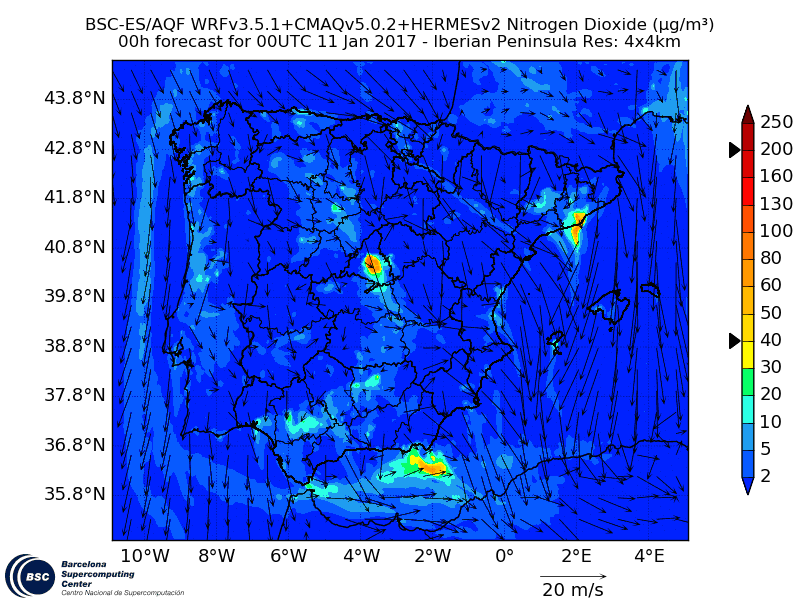 BSC-ES/AQF WRFv3.5.1+CMAQv5.0.2+HERMESv2 Nitrogen Dioxide (µg/m³)
00h forecast for 00UTC 11 Jan 2017 - Iberian Peninsula Res: 4x4km
43.8°N
42.8°N
41.8°N
40.8°N
39.8°N
38.8°N
37.8°N
36.8°N
35.8°N
10°W 8°W 6°W 4°W 2°W 0° 2°E 4°E
250
200
160
130
100
80
60
50
40
30
20
10
5
2
20 m/s
BSC
Barcelona
Supercomputing
Center
Centro Nacional de Supercomputación